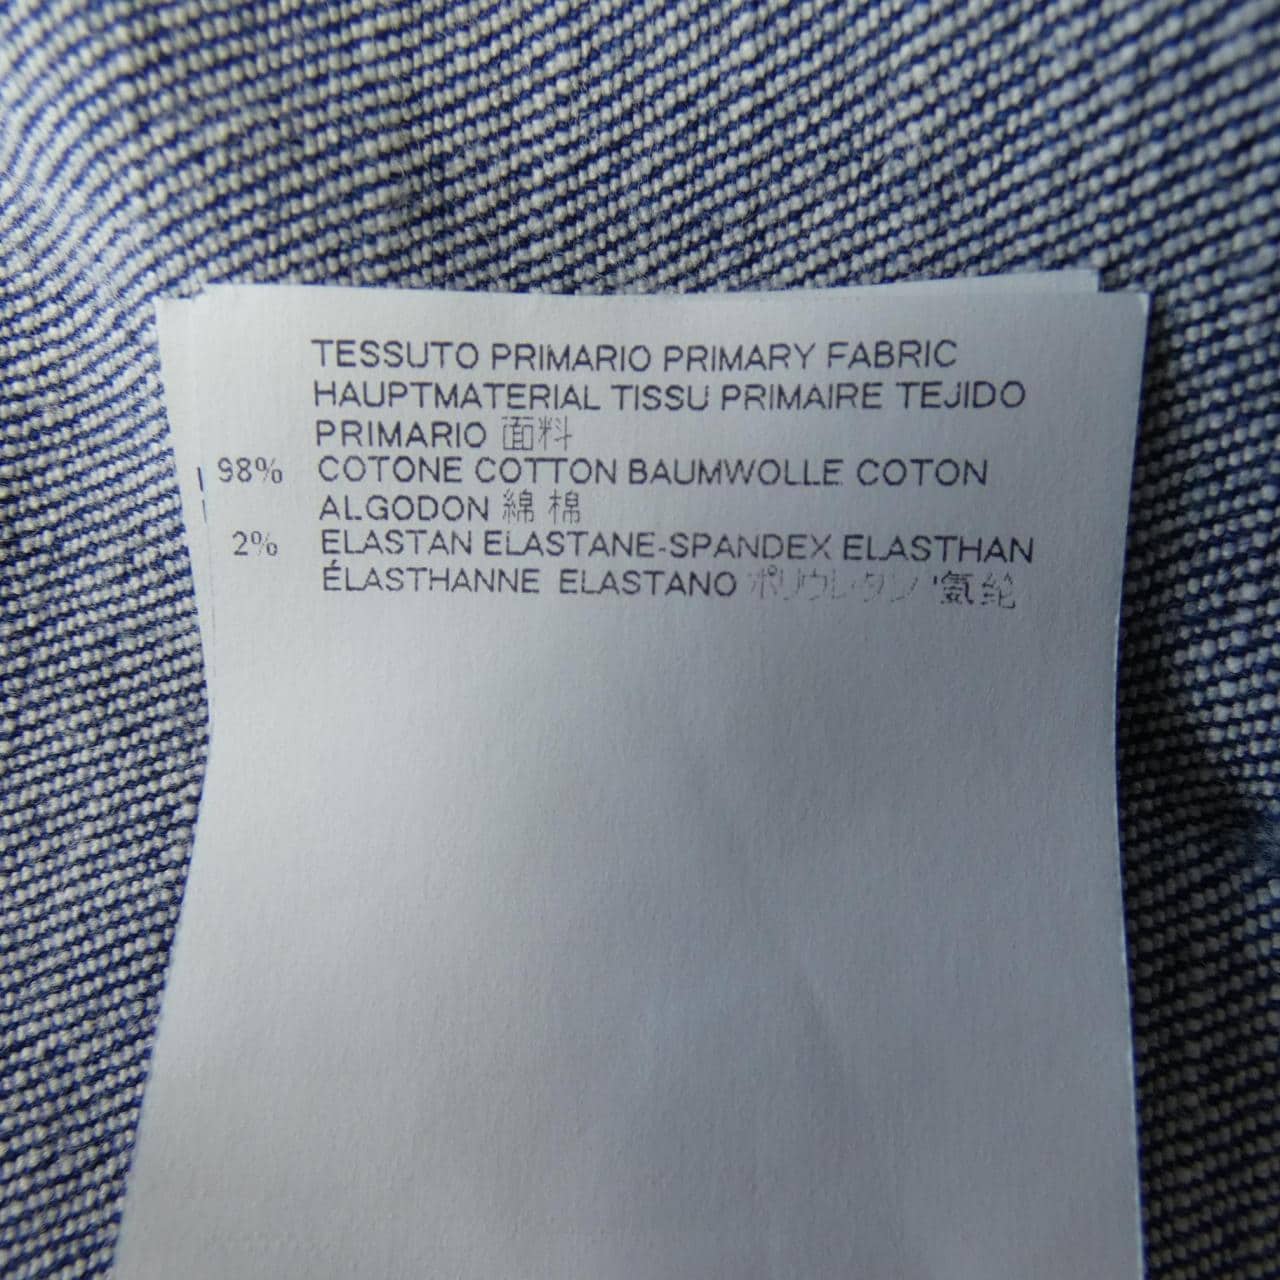 TESSUTO PRIMARIO PRIMARY FABRIC
HAUPTMATERIAL TISSU PRIMAIRE TEJIDO
PRIMARIO 面料
98% COTONE COTTON BAUMWOLLE COTON
ALGODON 綿 棉
2% ELASTAN ELASTANE-SPANDEX ELASTHAN
ÉLASTHANNE ELASTANO ポリウレタン 氨纶